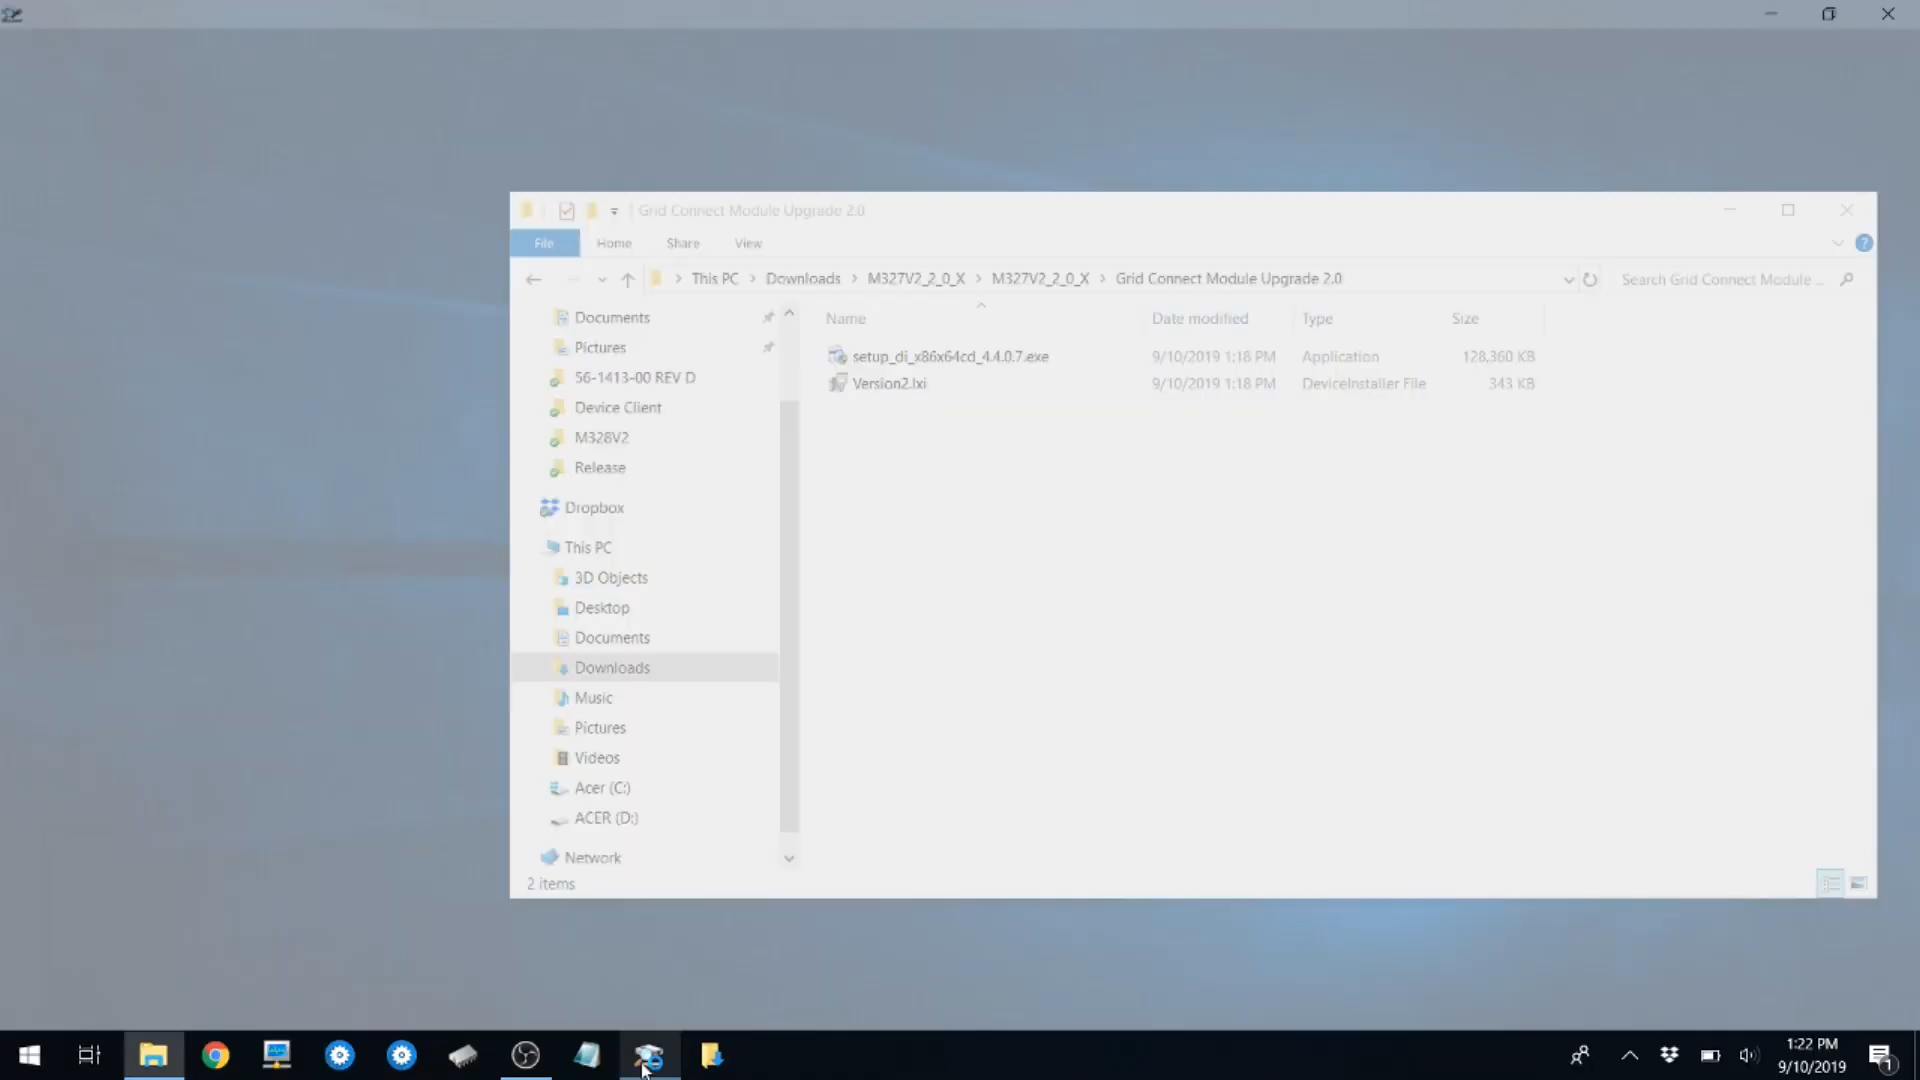 Grid Connect Module Upgrade 2.0
File Home Share View
This PC Downloads M327V2_2_0_X M327V2_2_0_X Grid Connect Module Upgrade 2.0
Search Grid Connect Module ...
Name Date modified Type Size
setup_di_x86x64cd_4.4.0.7.exe 9/10/2019 1:18 PM Application 128,360 KB
Version2.lxi 9/10/2019 1:18 PM DeviceInstaller File 343 KB
Documents
Pictures
56-1413-00 REV D
Device Client
M328V2
Release
Dropbox
This PC
3D Objects
Desktop
Documents
Downloads
Music
Pictures
Videos
Acer (C:)
ACER (D:)
Network
2 items
1:22 PM
9/10/2019
1